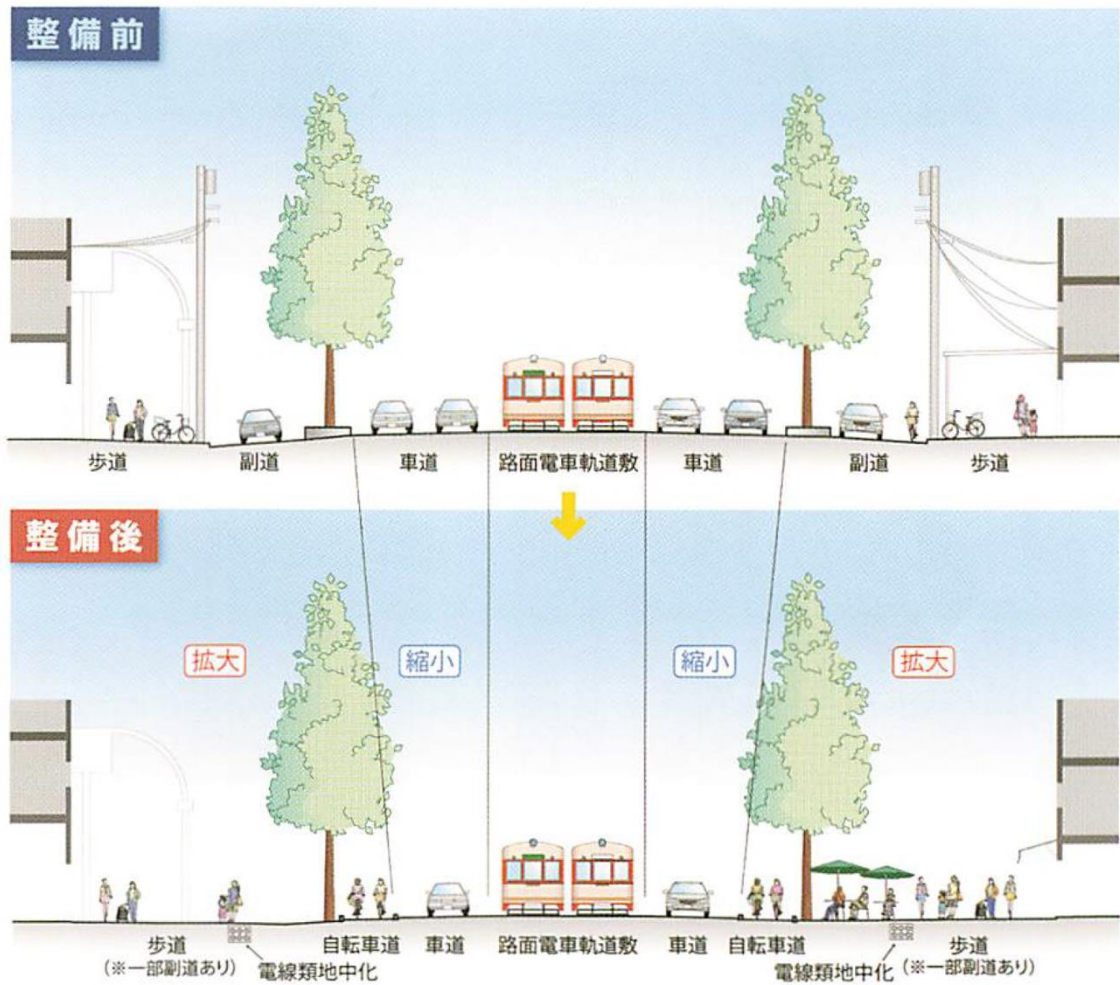 整備前
歩道 副道 車道 路面電車軌道敷 車道 副道 歩道
整備後
拡大 縮小 縮小 拡大
歩道 自転車道 車道 路面電車軌道敷 車道 自転車道 歩道
(※一部副道あり) 電線類地中化 電線類地中化 (※一部副道あり)